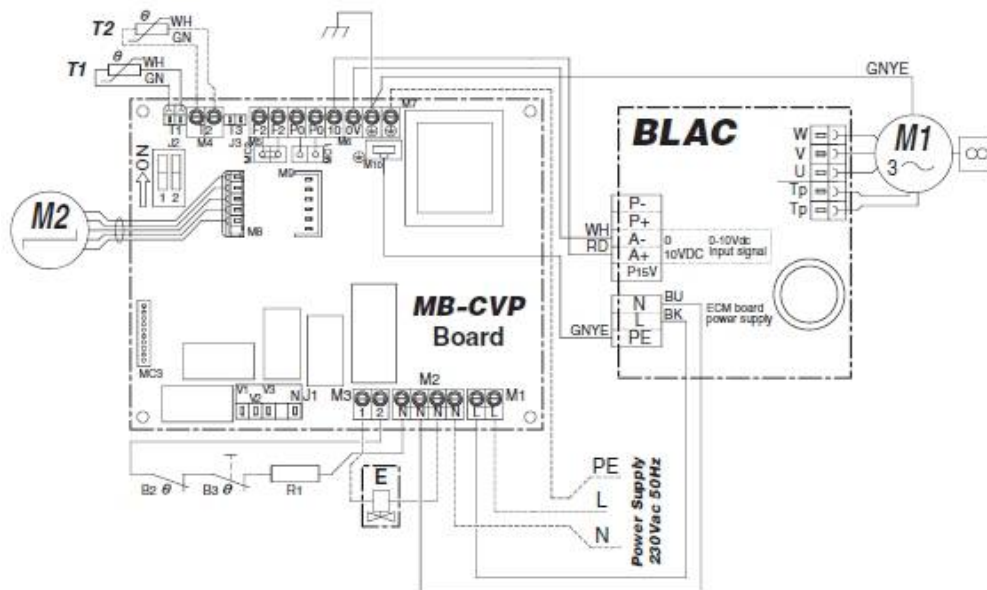 T2
θ
WH
GN
T1
θ
WH
GN
GNYE
T1
T2
T3
F2
F2
P0
P0
10
0V
M7
J2
M4
J3
M5
M6
M10
ON
1 2
M9
M8
M2
MC3
MB-CVP
Board
V1
V2
V3
N
J1
M3
M2
M1
1
2
N
N
N
N
L
L
B2 θ
B3 θ
R1
E
BLAC
W
V
U
Tp
Tp
M1
3 ~
P-
P+
WH
A-
0
RD
A+
10VDC
0-10Vdc
Input signal
P15V
N
BU
L
BK
GNYE
PE
ECM board
power supply
PE
L
N
Power Supply
230Vac 50Hz